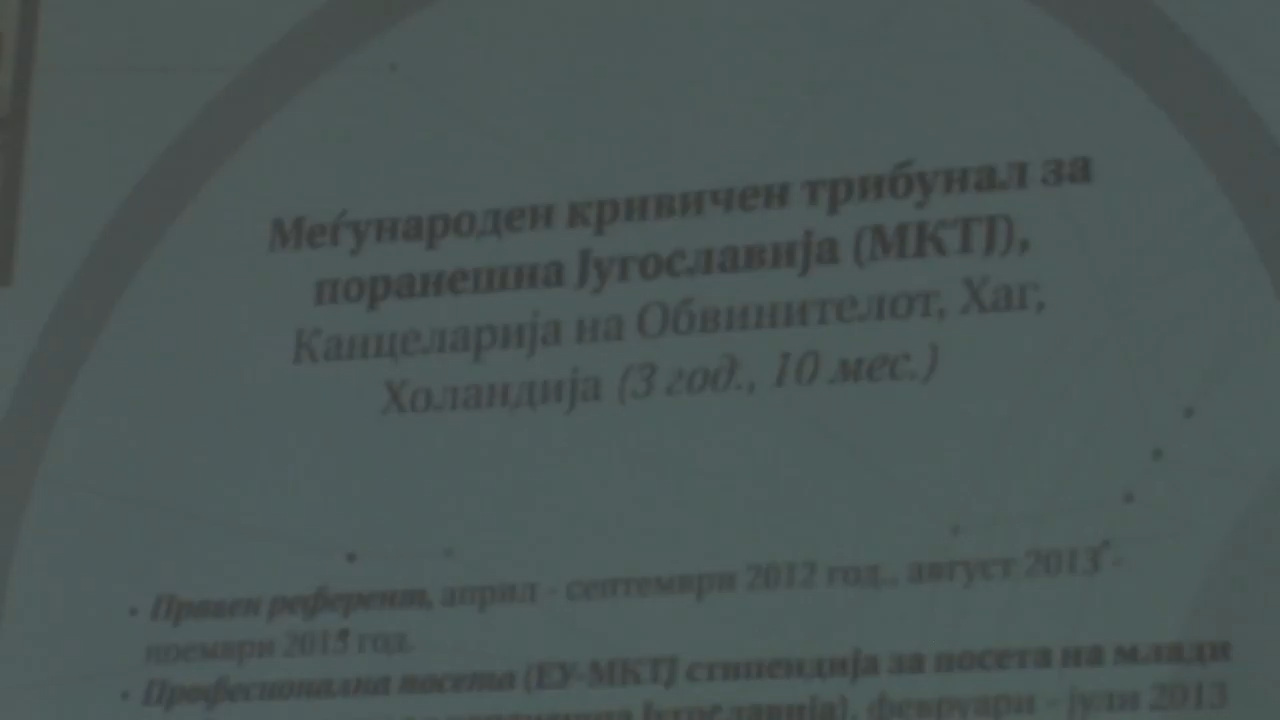 Меѓународен кривичен трибунал за
поранешна Југославија (МКТЈ),
Канцеларија на Обвинителот, Хаг,
Холандија (3 год., 10 мес.)
• Правен референт, април - септември 2012 год., август 2013 -
ноември 2015 год.
• Професионална посета (ЕУ-МКТЈ стипендија за посета на млади
Југославија), февруари - јули 2013